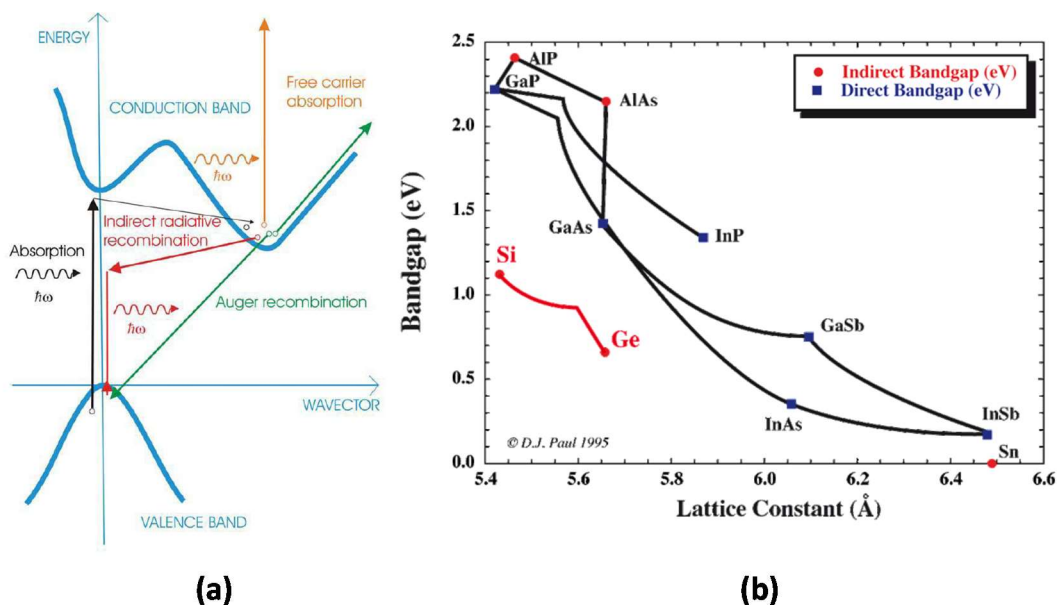 ENERGY
CONDUCTION BAND
Free carrier
absorption
ħω
Indirect radiative
recombination
Absorption
ħω
ħω
Auger recombination
WAVECTOR
VALENCE BAND
(a)
Bandgap (eV)
2.5
2.0
1.5
1.0
0.5
0.0
AlP
GaP
AlAs
Indirect Bandgap (eV)
Direct Bandgap (eV)
GaAs
InP
Si
Ge
GaSb
InAs
InSb
Sn
© D.J. Paul 1995
5.4 5.6 5.8 6.0 6.2 6.4 6.6
Lattice Constant (Å)
(b)